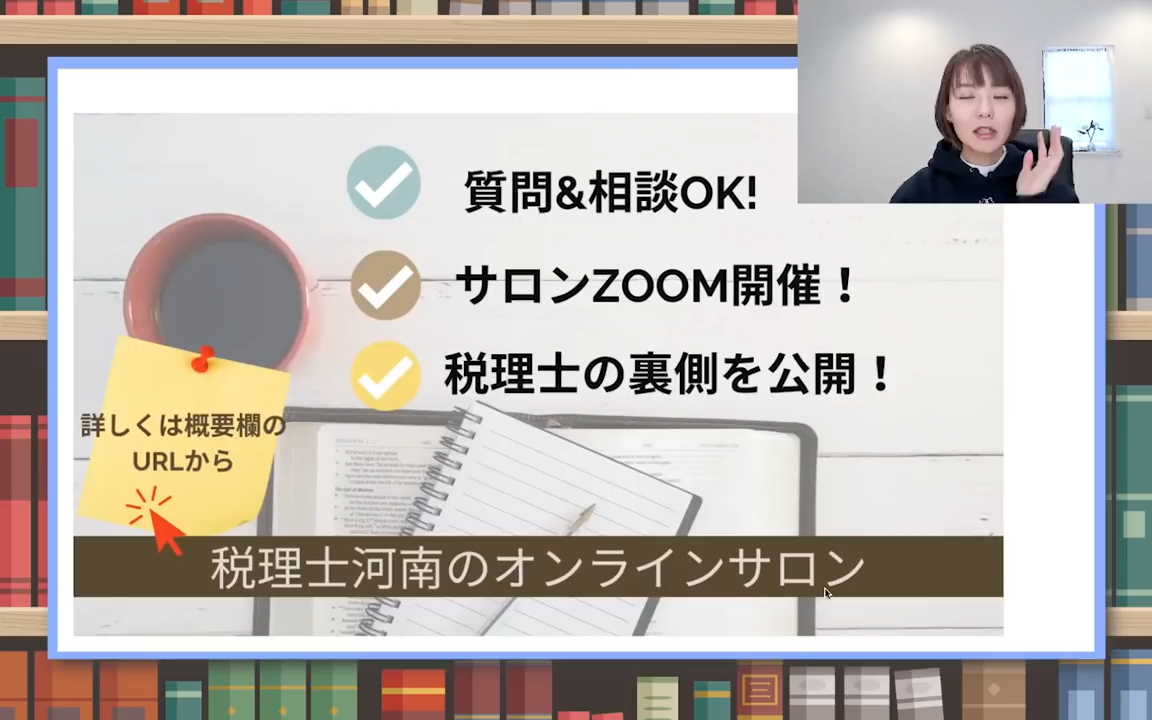 質問&相談OK!
サロンZOOM開催！
税理士の裏側を公開！
詳しくは概要欄の
URLから
税理士河南のオンラインサロン